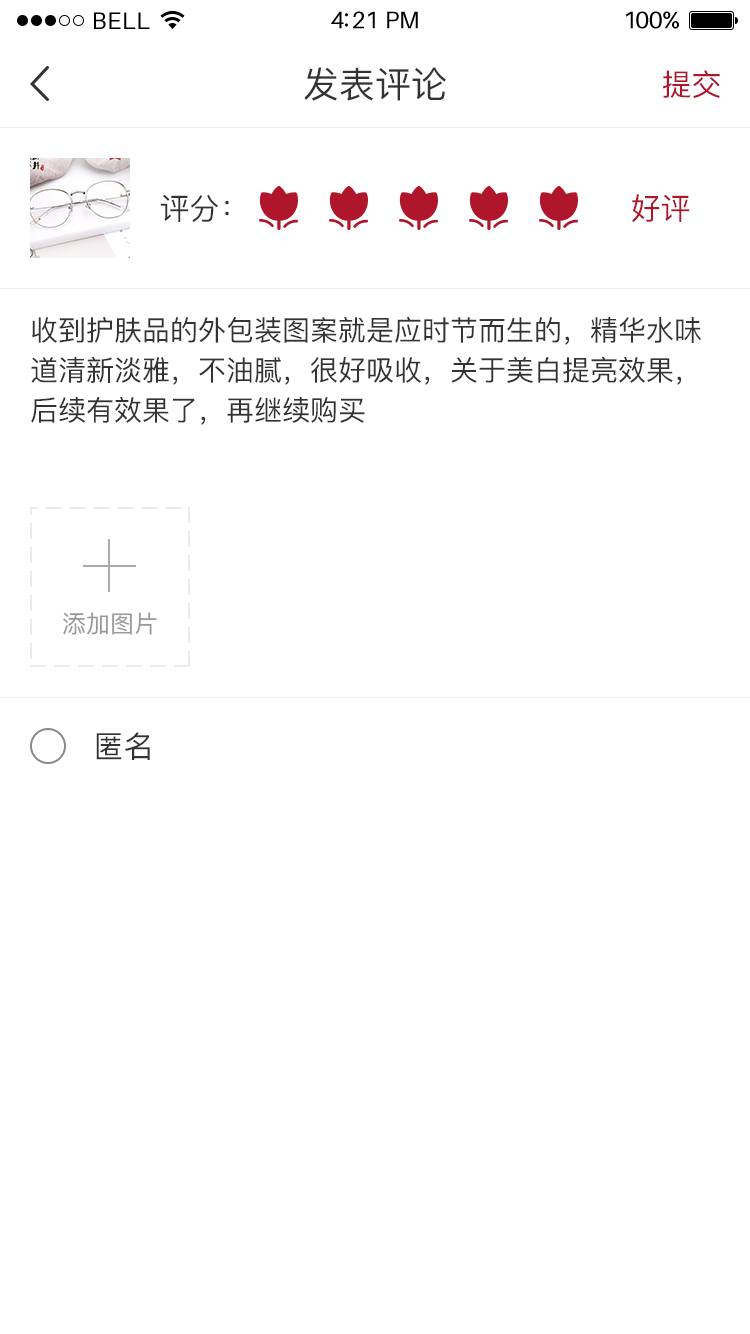 BELL 4:21 PM 100%
发表评论 提交
评分： 好评
收到护肤品的外包装图案就是应时节而生的，精华水味
道清新淡雅，不油腻，很好吸收，关于美白提亮效果，
后续有效果了，再继续购买
添加图片
匿名